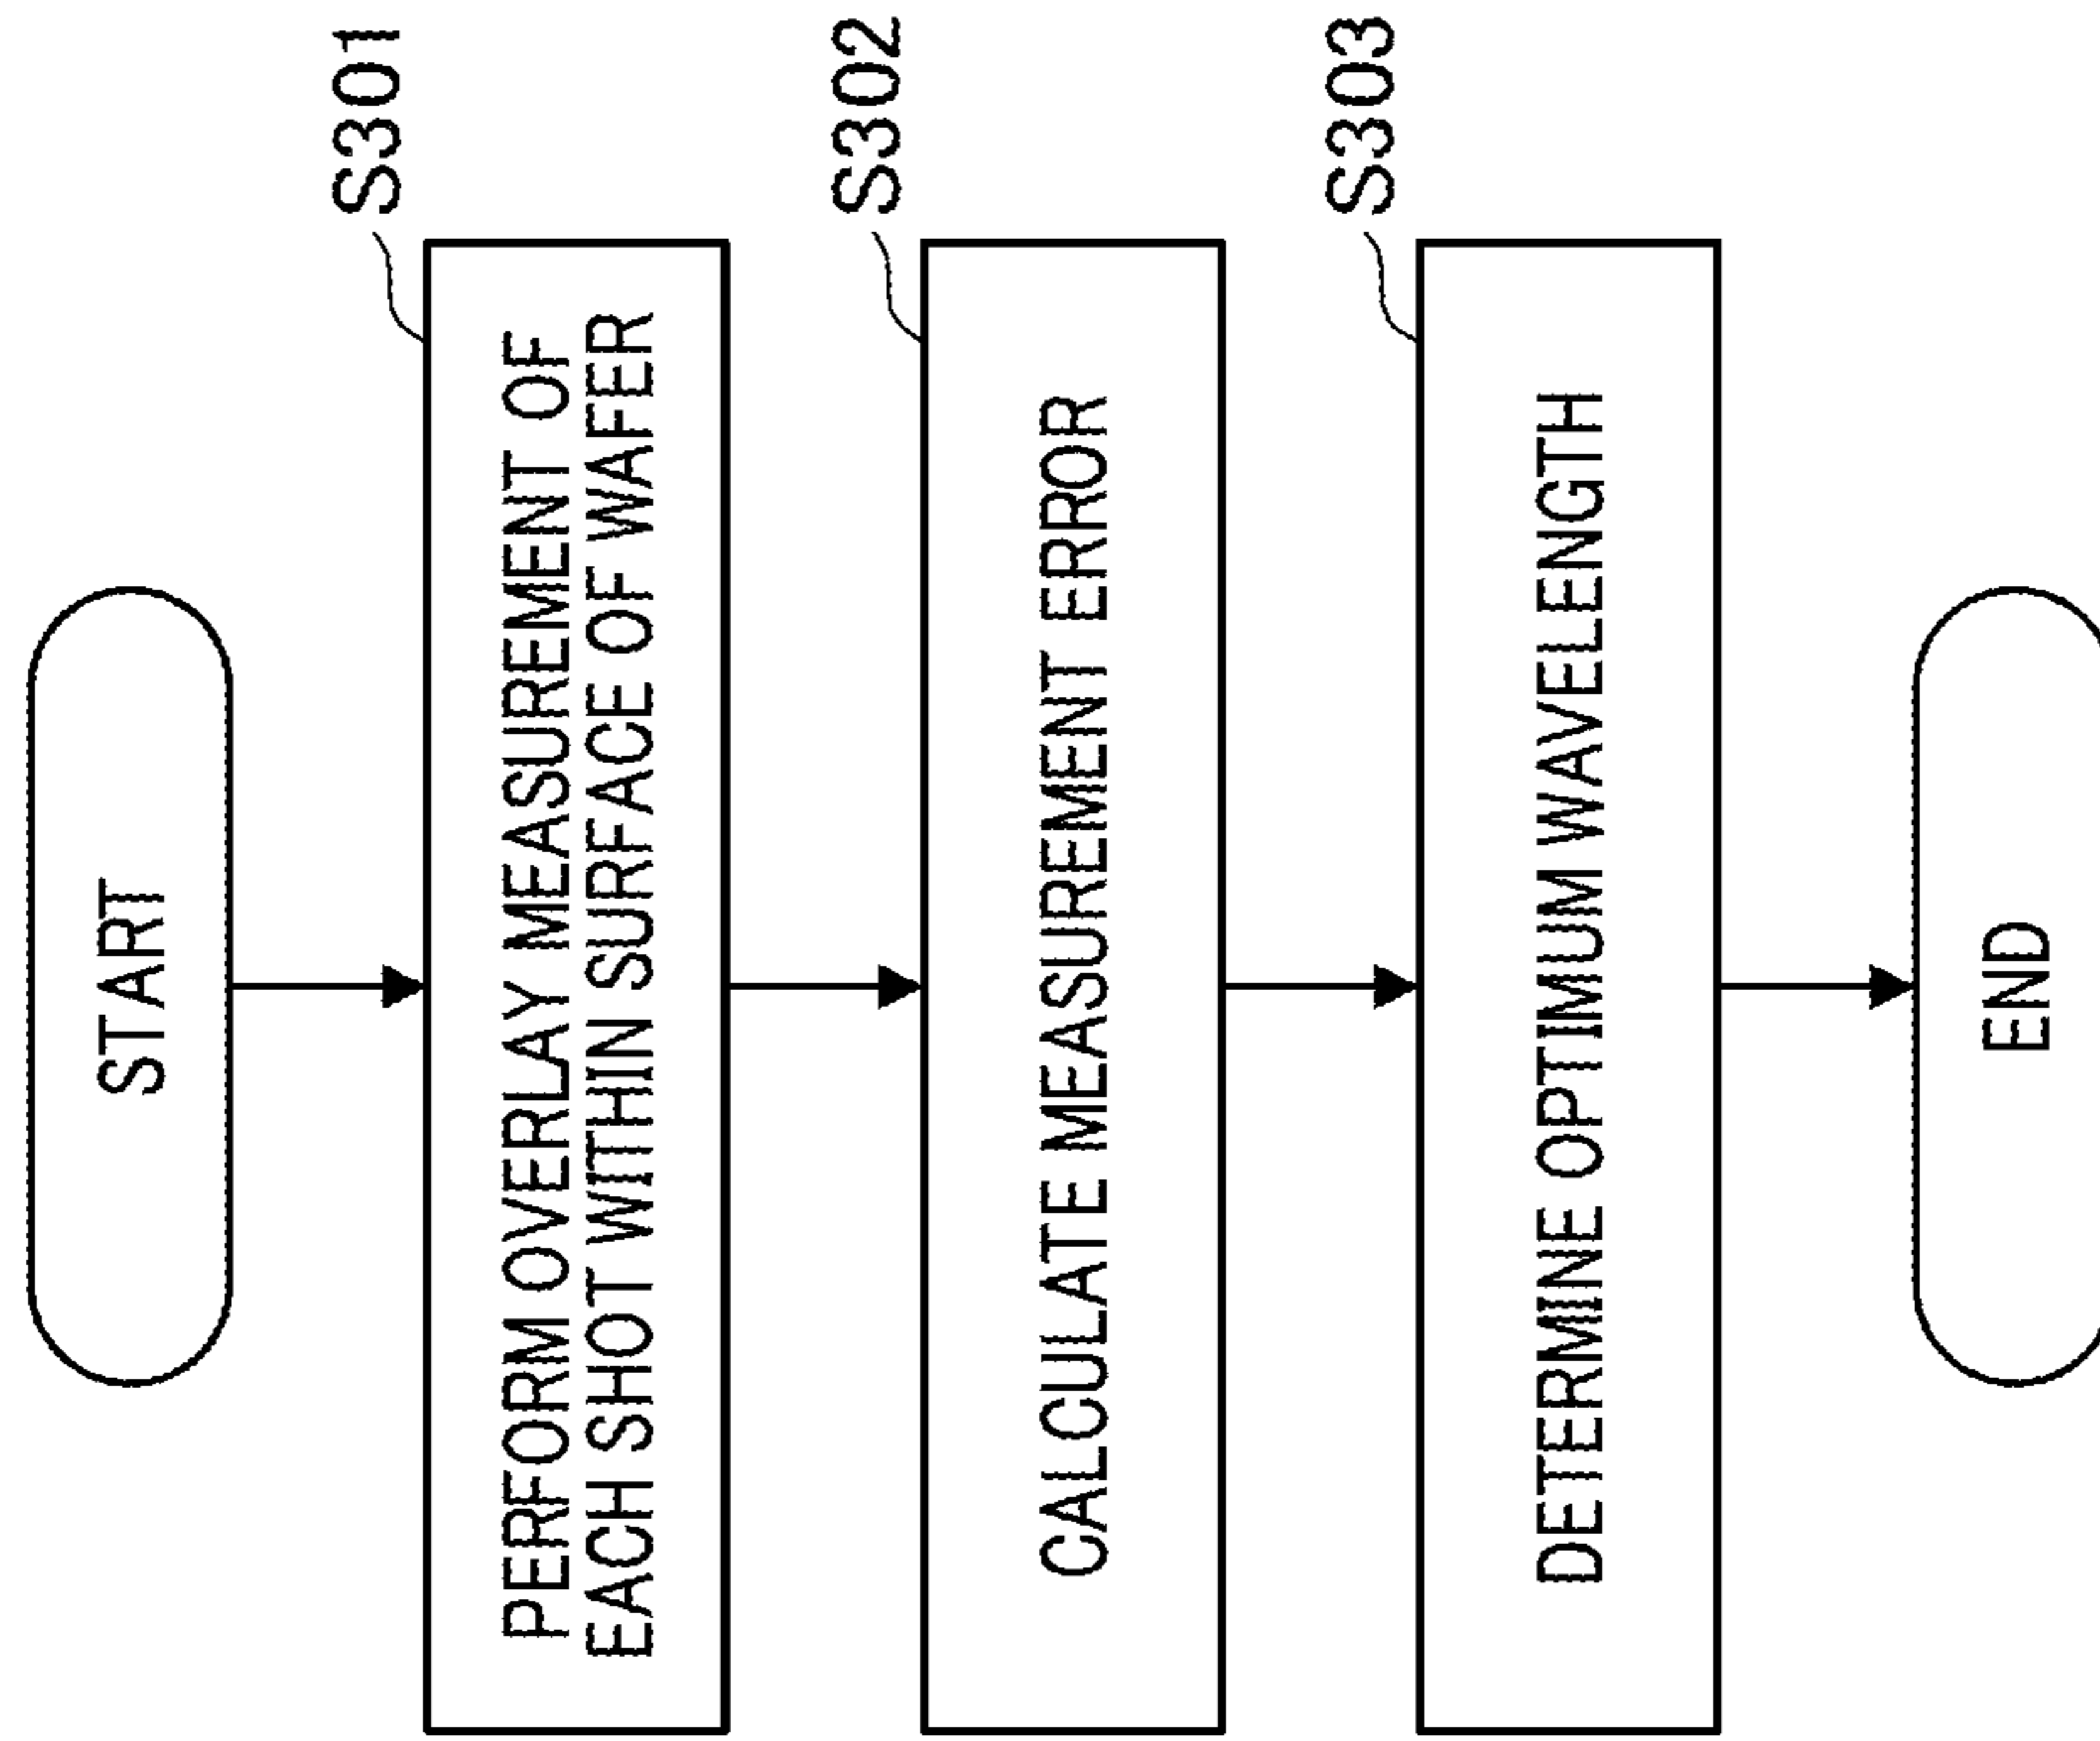 START
S301
PERFORM OVERLAY MEASUREMENT OF
EACH SHOT WITHIN SURFACE OF WAFER
S302
CALCULATE MEASUREMENT ERROR
S303
DETERMINE OPTIMUM WAVELENGTH
END